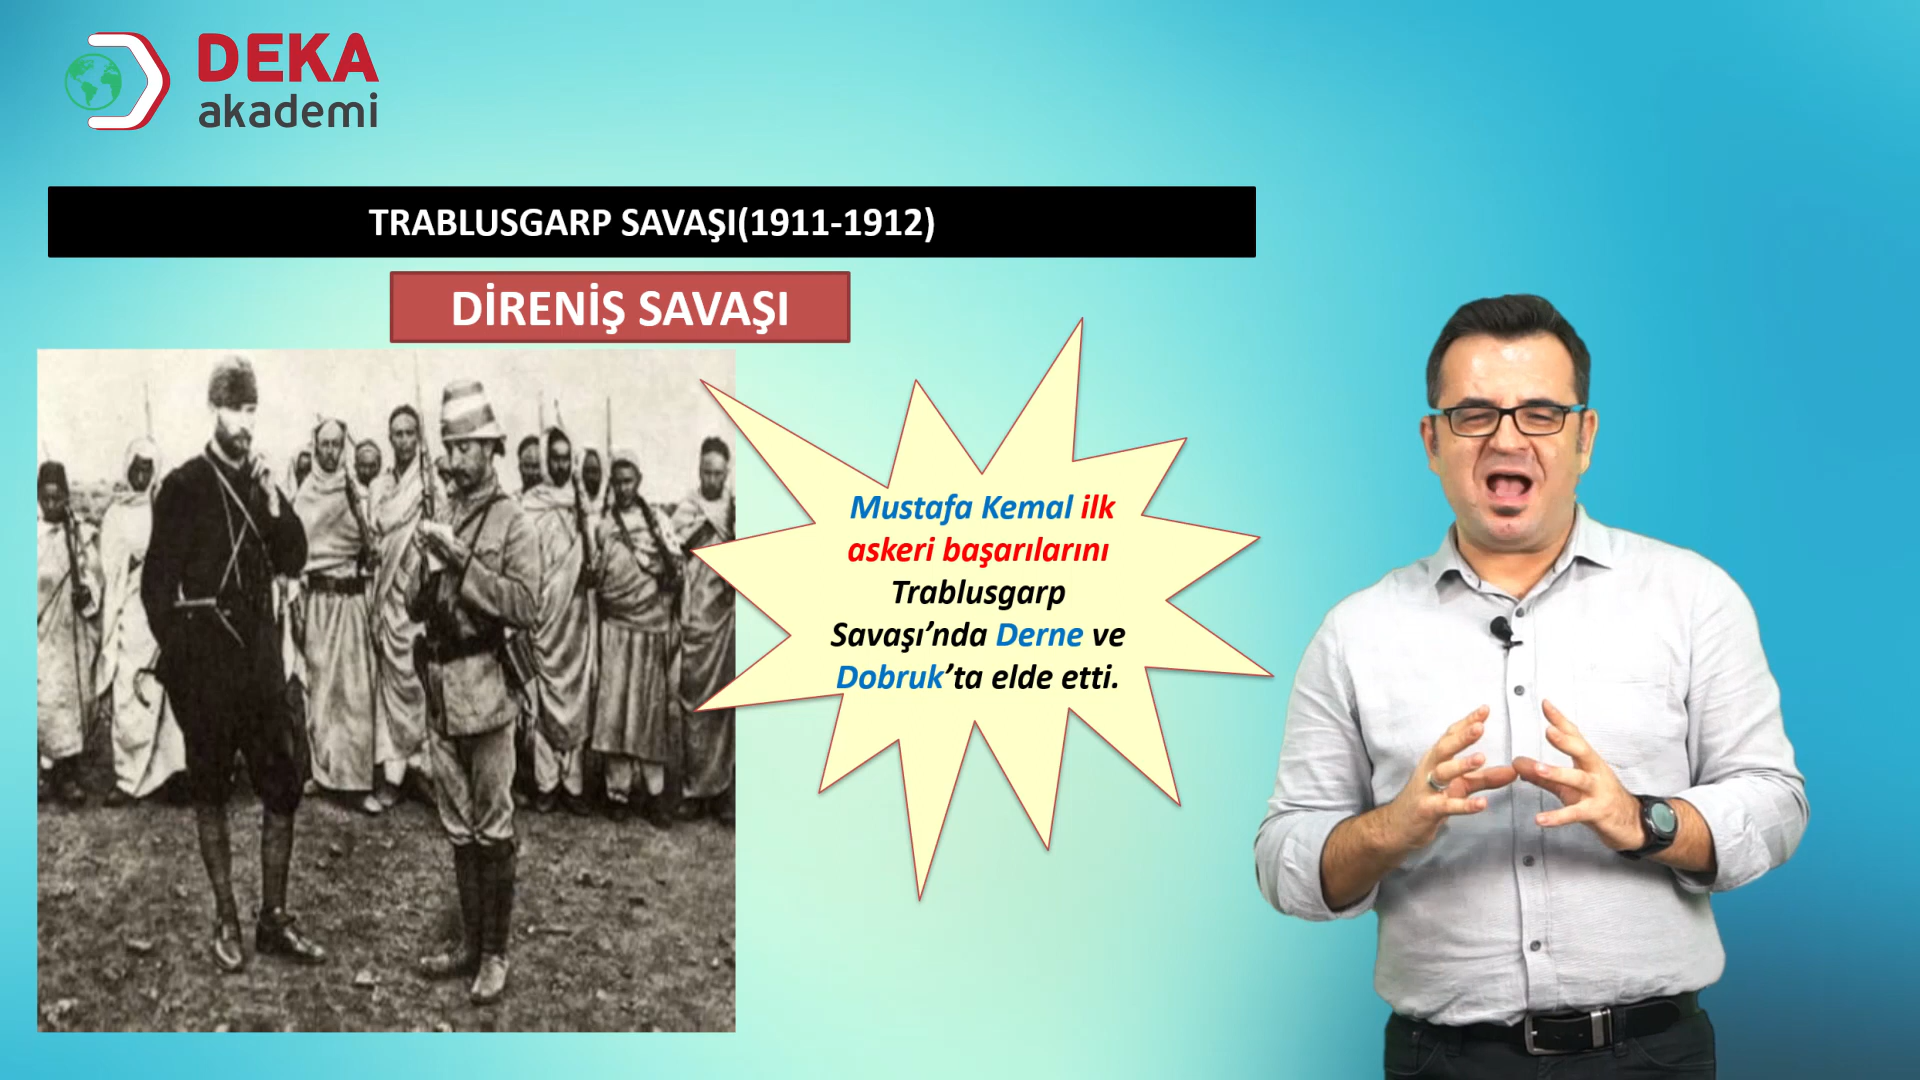 DEKA
akademi
TRABLUSGARP SAVAŞI(1911-1912)
DİRENİŞ SAVAŞI
Mustafa Kemal ilk
askeri başarılarını
Trablusgarp
Savaşı’nda Derne ve
Dobruk’ta elde etti.